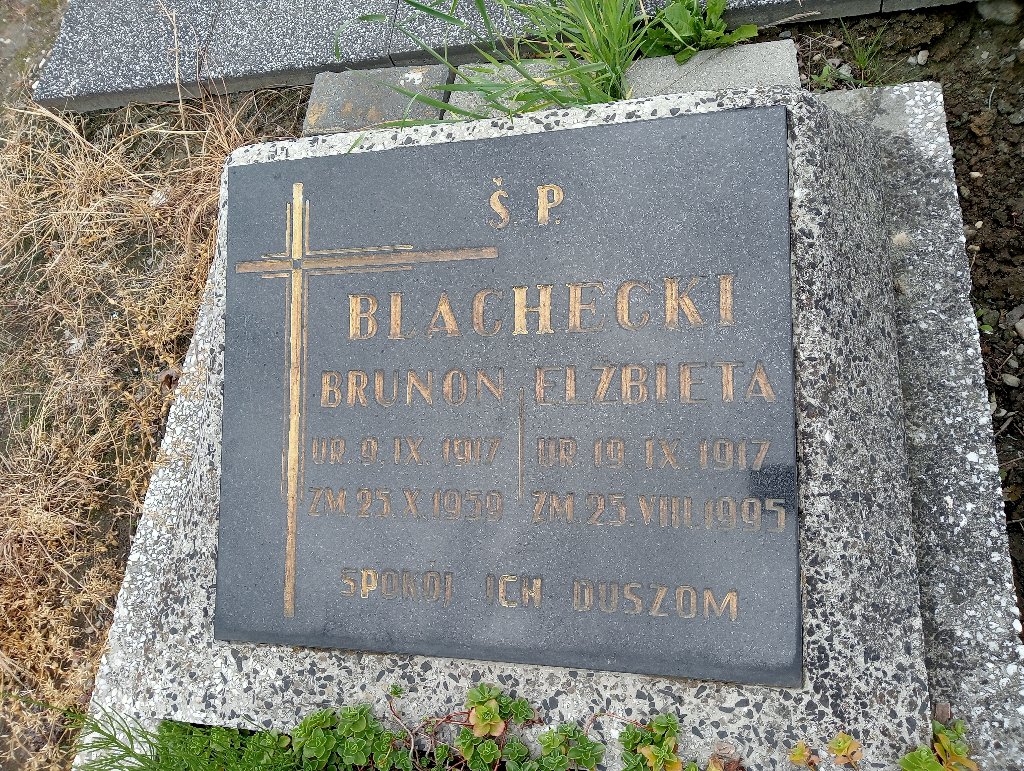 Ś. P.
BLACHECKI
BRUNON ELŻBIETA
UR. 9. IX. 1917 UR. 19. IX. 1917
ZM. 25. X. 1959 ZM. 25. VIII. 1995
SPOKÓJ ICH DUSZOM